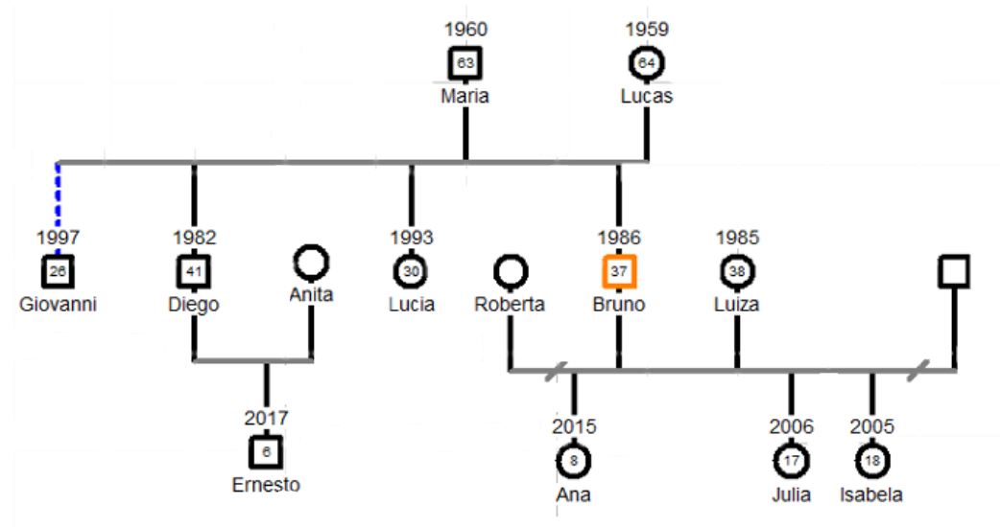 1960 1959
63 64
Maria Lucas
1997 1982 1993 1986 1985
26 41 30 37 38
Giovanni Diego Anita Lucia Roberta Bruno Luiza
2017 2015 2006 2005
6 8 17 18
Ernesto Ana Julia Isabela